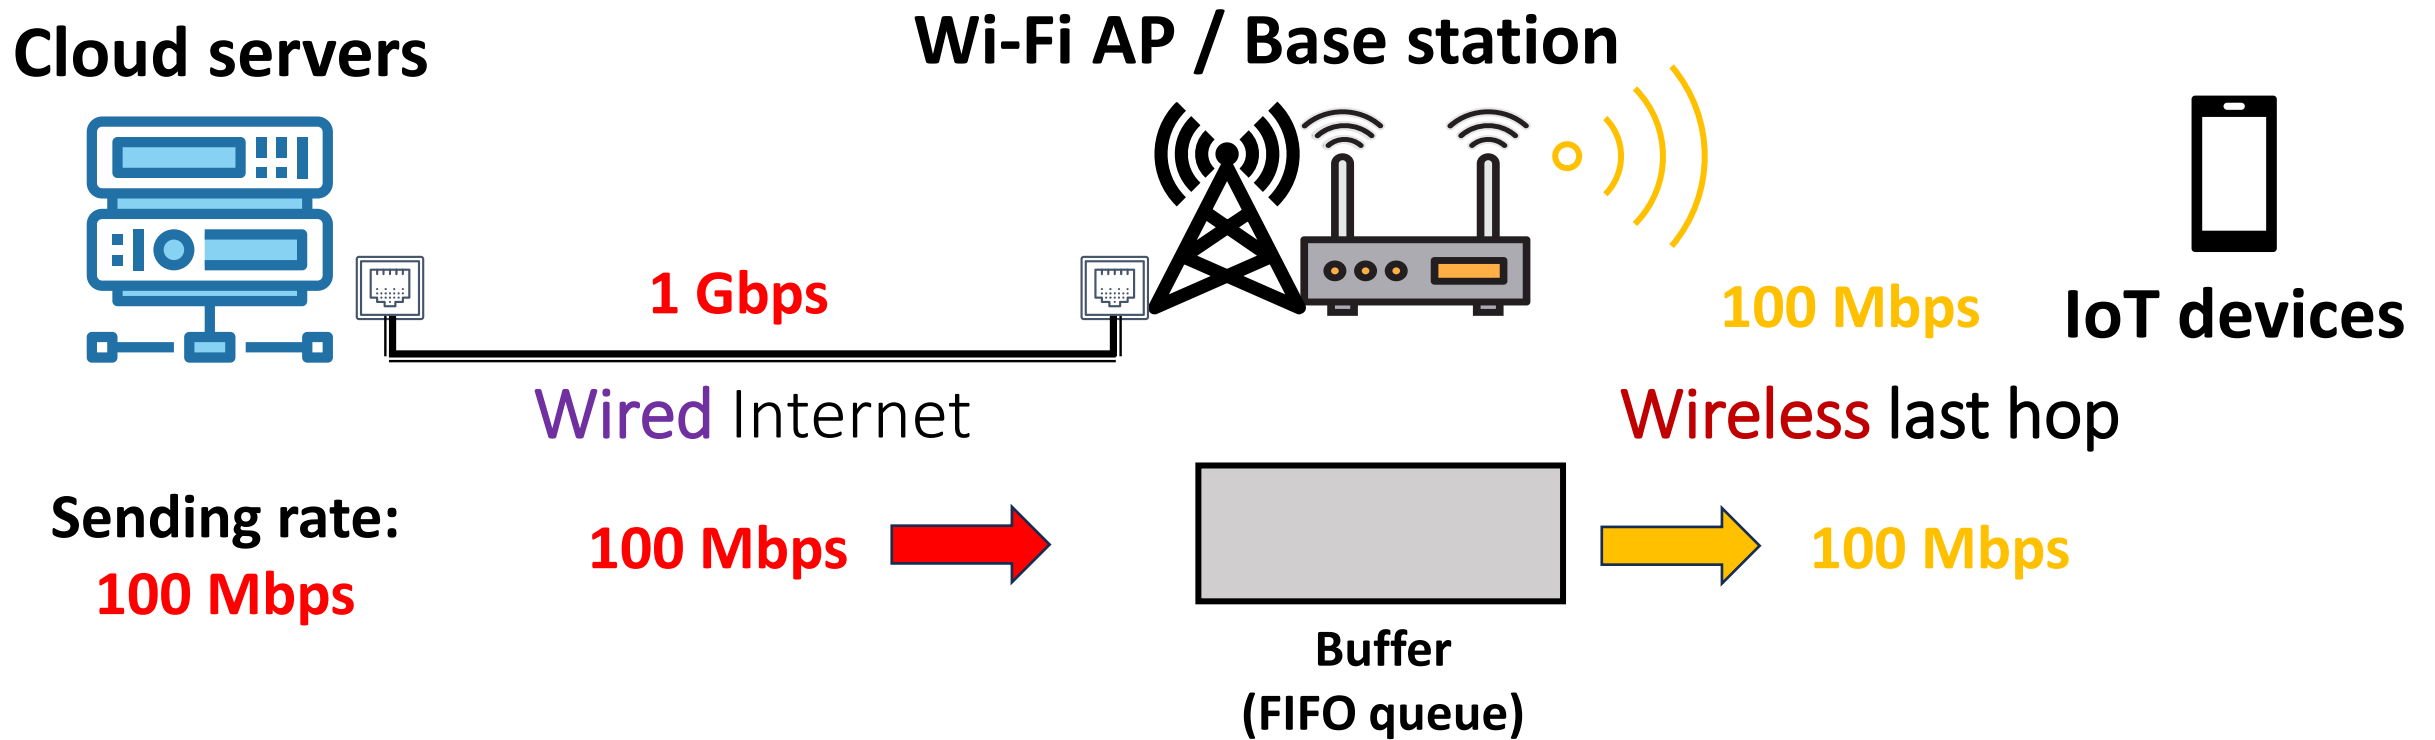 Cloud servers
Wi-Fi AP / Base station
1 Gbps
100 Mbps
IoT devices
Wired Internet
Wireless last hop
Sending rate:
100 Mbps
100 Mbps
100 Mbps
Buffer
(FIFO queue)